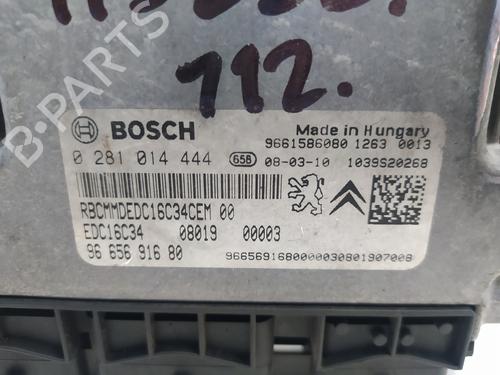 112.
B-PARTS
BOSCH
Made in Hungary
9661586080 1263 0013
0 281 014 444 658 08-03-10 1039S20268
RBCMMDEDC16C34CEM 00
EDC16C34 08019 00003
96 656 916 80
96656916800000030801907008